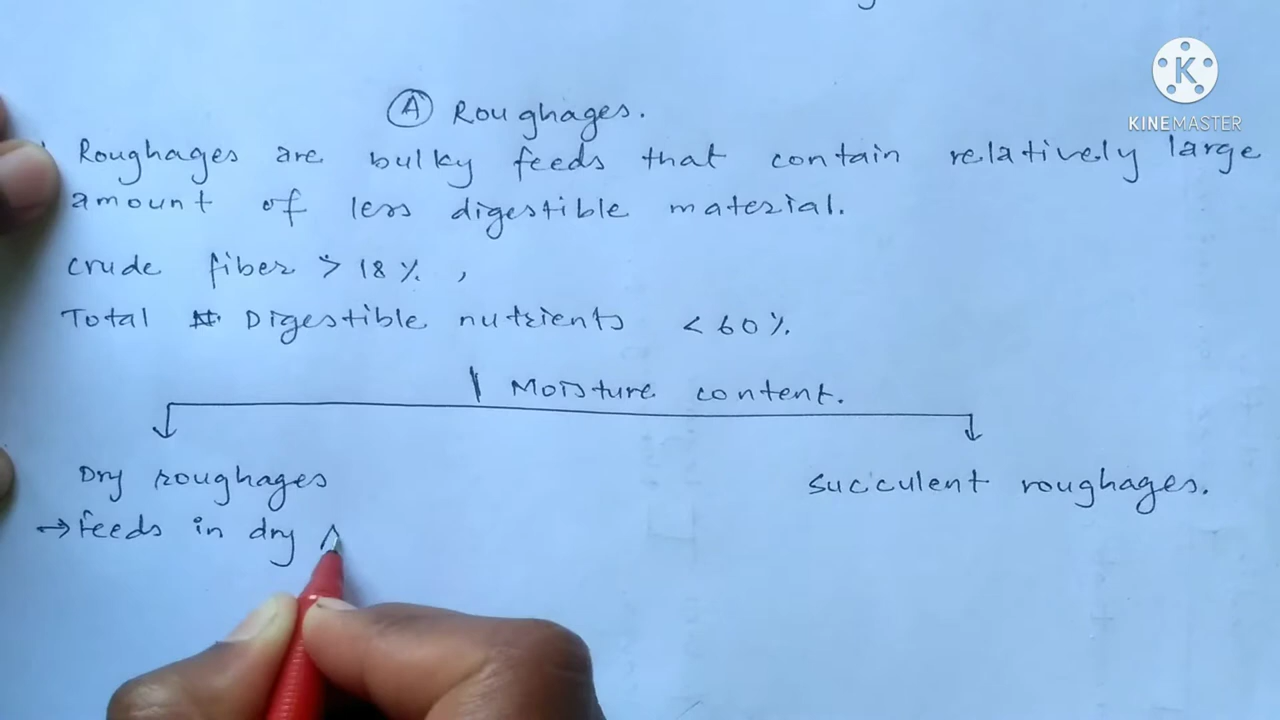 Ⓐ Roughages.
K
KINEMASTER
Roughages are bulky feeds that contain relatively large
amount of less digestible material.
Crude fiber > 18%,
Total Digestible nutrients < 60%.
Moisture content.
Dry roughages
Succulent roughages.
→ Feeds in dry